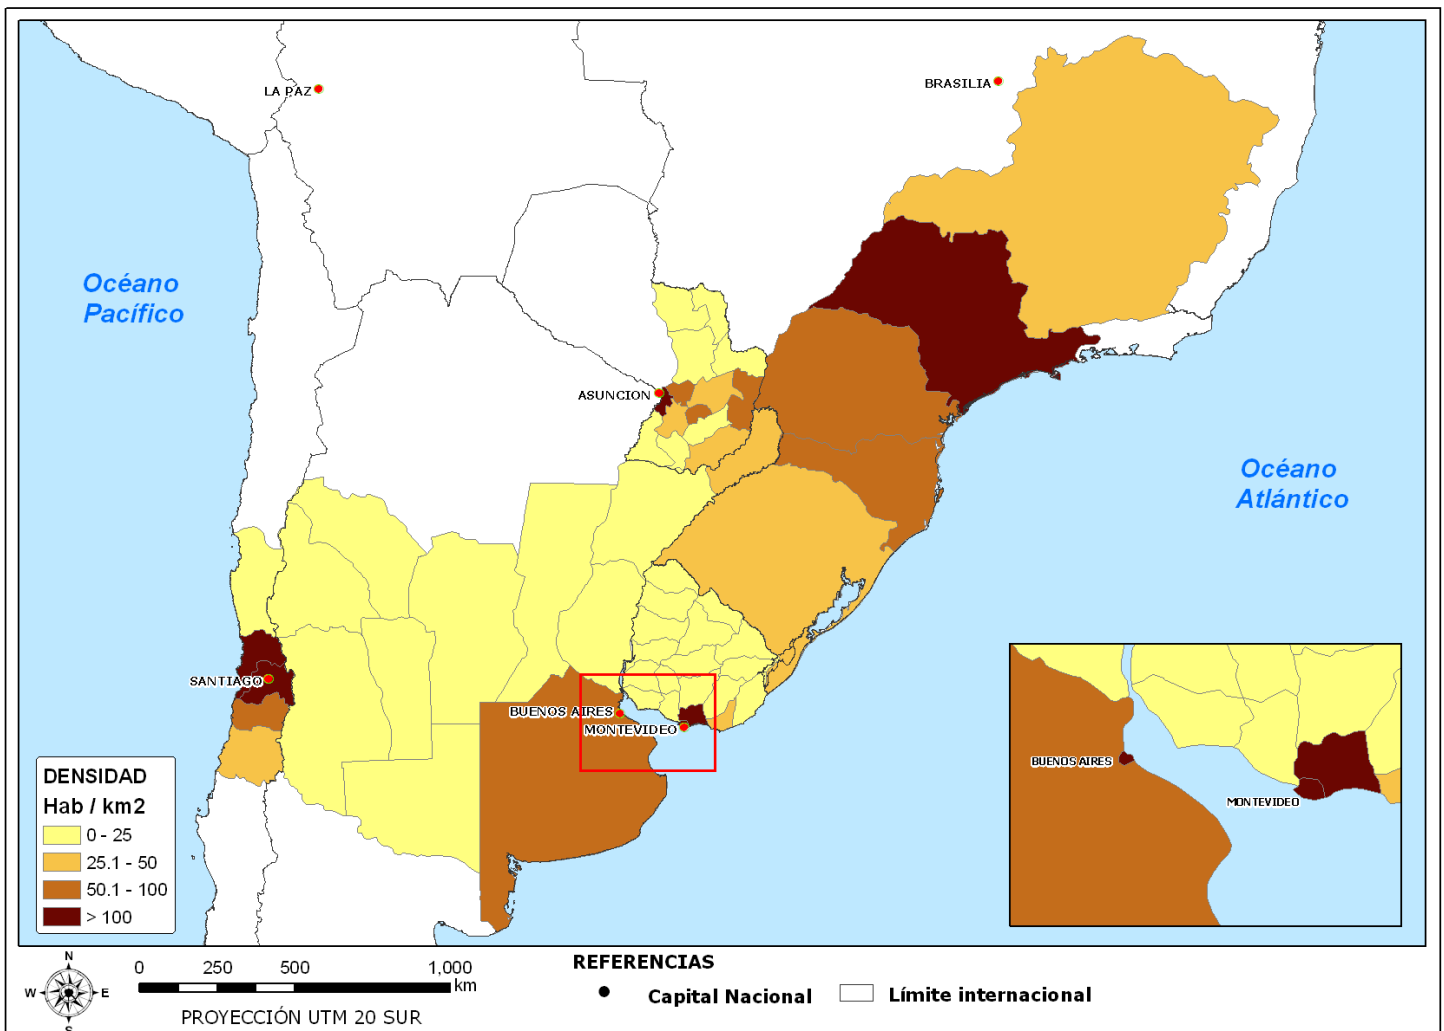 LA PAZ
BRASILIA
Océano
Pacífico
ASUNCION
Océano
Atlántico
SANTIAGO
BUENOS AIRES
MONTEVIDEO
BUENOS AIRES
MONTEVIDEO
DENSIDAD
Hab / km2
0 - 25
25.1 - 50
50.1 - 100
> 100
N
W E
S
0 250 500 1,000
km
PROYECCIÓN UTM 20 SUR
REFERENCIAS
Capital Nacional Límite internacional